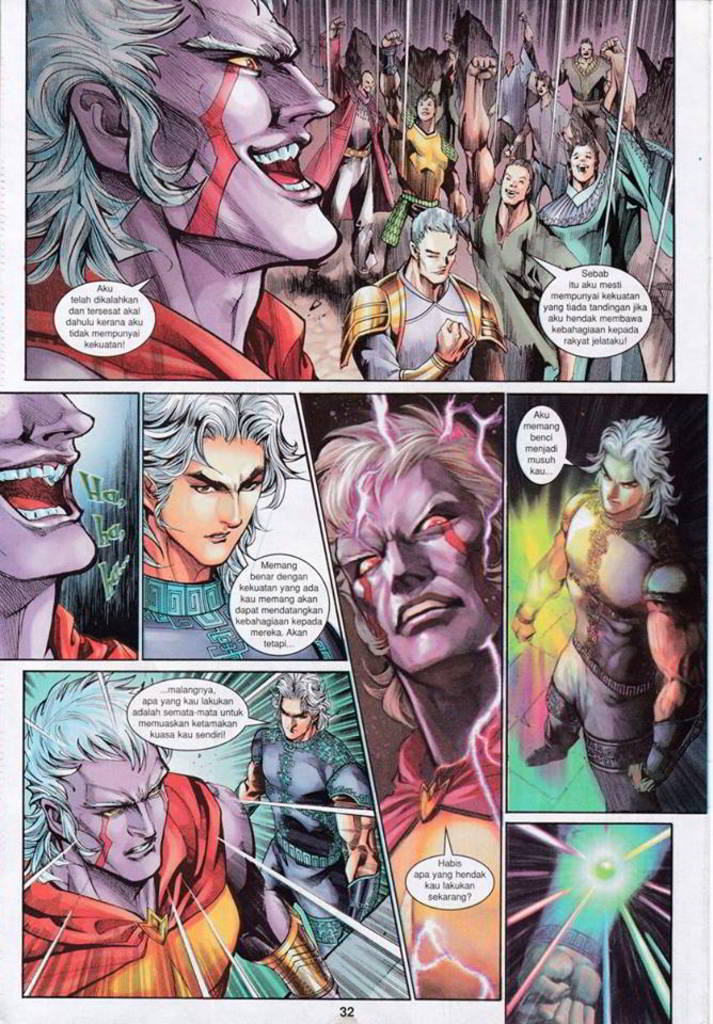 Aku
telah dikalahkan
dan tersesat akal
dahulu kerana aku
tidak mempunyai
kekuatan!
Sebab
itu aku mesti
mempunyai kekuatan
yang tiada tandingan jika
aku hendak membawa
kebahagiaan kepada
rakyat jelataku!
Ha,
ha,
ha.
Memang
benar dengan
kekuatan yang ada
kau memang akan
dapat mendatangkan
kebahagiaan kepada
mereka. Akan
tetapi...
...malangnya,
apa yang kau lakukan
adalah semata-mata untuk
memuaskan ketamakan
kuasa kau sendiri!
Habis
apa yang hendak
kau lakukan
sekarang?
Aku
memang
benci
menjadi
musuh
kau...
32